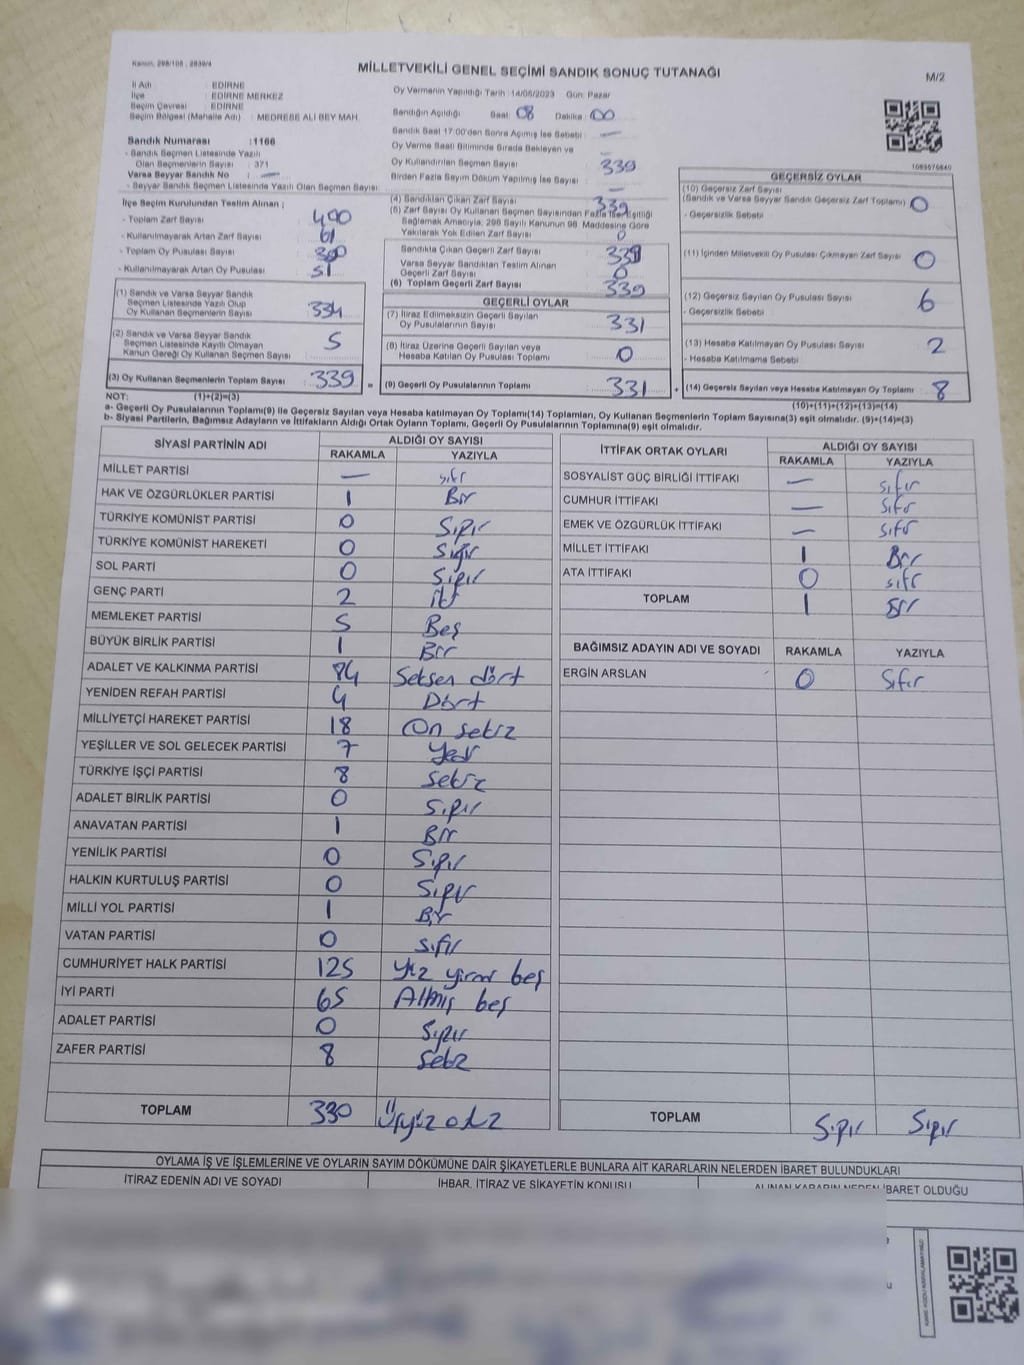 Kanun: 298/105 , 2839/4
MİLLETVEKİLİ GENEL SEÇİMİ SANDIK SONUÇ TUTANAĞI
M/2
İl Adı : EDİRNE
İlçe : EDİRNE MERKEZ
Seçim Çevresi : EDİRNE
Seçim Bölgesi (Mahalle Adı) : MEDRESE ALİ BEY MAH.
Oy Vermenin Yapıldığı Tarih :14/05/2023 Gün: Pazar
Sandığın Açıldığı Saat 08 Dakika 00
Sandık Saat 17:00'den Sonra Açılmış İse Sebebi : —
Oy Verme Saati Bitiminde Sırada Bekleyen ve
Oy Kullandırılan Seçmen Sayısı 339
Birden Fazla Sayım Döküm Yapılmış İse Sayısı —
Sandık Numarası :1166
- Sandık Seçmen Listesinde Yazılı
Olan Seçmenlerin Sayısı : 371
Varsa Seyyar Sandık No —
- Seyyar Sandık Seçmen Listesinde Yazılı Olan Seçmen Sayısı
İlçe Seçim Kurulundan Teslim Alınan ;
- Toplam Zarf Sayısı 400
- Kullanılmayarak Artan Zarf Sayısı 61
- Toplam Oy Pusulası
- Kullanılmayarak Artan Oy Pusulası 51
(1) Sandık ve Varsa Seyyar Sandık
Seçmen Listesinde Yazılı Olup
Oy Kullanan Seçmenlerin Sayısı 334
(2) Sandık ve Varsa Seyyar Sandık
Seçmen Listesinde Kayıtlı Olmayan
Kanun Gereği Oy Kullanan Seçmen Sayısı 5
(3) Oy Kullanan Seçmenlerin Toplam Sayısı 339 =
(4) Sandıktan Çıkan Zarf Sayısı 339
(5) Zarf Sayısı Oy Kullanan Seçmen Sayısından Fazla İse Eşitliği
Sağlamak Amacıyla, 298 Sayılı Kanunun 98. Maddesine Göre
Yakılarak Yok Edilen Zarf Sayısı 0
Sandıkta Çıkan Geçerli Zarf Sayısı 339
Varsa Seyyar Sandıktan Teslim Alınan
Geçerli Zarf Sayısı 0
(6) Toplam Geçerli Zarf Sayısı 339
GEÇERLİ OYLAR
(7) İtiraz Edilmeksizin Geçerli Sayılan
Oy Pusulalarının Sayısı 331
(8) İtiraz Üzerine Geçerli Sayılan veya
Hesaba Katılan Oy Pusulası Toplamı 0
(9) Geçerli Oy Pusulalarının Toplamı 331 +
1085976840
GEÇERSİZ OYLAR
(10) Geçersiz Zarf Sayısı
(Sandık ve Varsa Seyyar Sandık Geçersiz Zarf Toplamı) 0
- Geçersizlik Sebebi
(11) İçinden Milletvekili Oy Pusulası Çıkmayan Zarf Sayısı 0
(12) Geçersiz Sayılan Oy Pusulası Sayısı 6
- Geçersizlik Sebebi
(13) Hesaba Katılmayan Oy Pusulası Sayısı 2
- Hesaba Katılmama Sebebi
(14) Geçersiz Sayılan veya Hesaba Katılmayan Oy Toplamı 8
NOT: (1)+(2)=(3) (10)+(11)+(12)+(13)=(14)
a- Geçerli Oy Pusulalarının Toplamı(9) ile Geçersiz Sayılan veya Hesaba katılmayan Oy Toplamı(14) Toplamları, Oy Kullanan Seçmenlerin Toplam Sayısına(3) eşit olmalıdır. (9)+(14)=(3)
b- Siyasi Partilerin, Bağımsız Adayların ve İttifakların Aldığı Ortak Oyların Toplamı, Geçerli Oy Pusulalarının Toplamına(9) eşit olmalıdır.
SİYASİ PARTİNİN ADI ALDIĞI OY SAYISI
RAKAMLA YAZIYLA
MİLLET PARTİSİ — sıfır
HAK VE ÖZGÜRLÜKLER PARTİSİ 1 Bir
TÜRKİYE KOMÜNİST PARTİSİ 0 Sıfır
TÜRKİYE KOMÜNİST HAREKETİ 0 Sıfır
SOL PARTİ 0 Sıfır
GENÇ PARTİ 2 iki
MEMLEKET PARTİSİ 5 Beş
BÜYÜK BİRLİK PARTİSİ 1 Bir
ADALET VE KALKINMA PARTİSİ 84 Seksen dört
YENİDEN REFAH PARTİSİ 4 Dört
MİLLİYETÇİ HAREKET PARTİSİ 18 On sekiz
YEŞİLLER VE SOL GELECEK PARTİSİ 7 Yedi
TÜRKİYE İŞÇİ PARTİSİ 8 Sekiz
ADALET BİRLİK PARTİSİ 0 Sıfır
ANAVATAN PARTİSİ 1 Bir
YENİLİK PARTİSİ 0 Sıfır
HALKIN KURTULUŞ PARTİSİ 0 Sıfır
MİLLİ YOL PARTİSİ 1 Bir
VATAN PARTİSİ 0 sıfır
CUMHURİYET HALK PARTİSİ 125 Yüz yirmi beş
İYİ PARTİ 65 Altmış beş
ADALET PARTİSİ 0 Sıfır
ZAFER PARTİSİ 8 Sekiz
TOPLAM 330 Üçyüz otuz
İTTİFAK ORTAK OYLARI ALDIĞI OY SAYISI
RAKAMLA YAZIYLA
SOSYALİST GÜÇ BİRLİĞİ İTTİFAKI — sıfır
CUMHUR İTTİFAKI — sıfır
EMEK VE ÖZGÜRLÜK İTTİFAKI — sıfır
MİLLET İTTİFAKI 1 Bir
ATA İTTİFAKI 0 sıfır
TOPLAM 1 Bir
BAĞIMSIZ ADAYIN ADI VE SOYADI RAKAMLA YAZIYLA
ERGİN ARSLAN 0 Sıfır
TOPLAM Sıfır Sıfır
OYLAMA İŞ VE İŞLEMLERİNE VE OYLARIN SAYIM DÖKÜMÜNE DAİR ŞİKAYETLERLE BUNLARA AİT KARARLARIN NELERDEN İBARET BULUNDUKLARI
İTİRAZ EDENİN ADI VE SOYADI İHBAR, İTİRAZ VE ŞİKAYETİN KONUSU ALINAN KARARIN NEDEN İBARET OLDUĞU